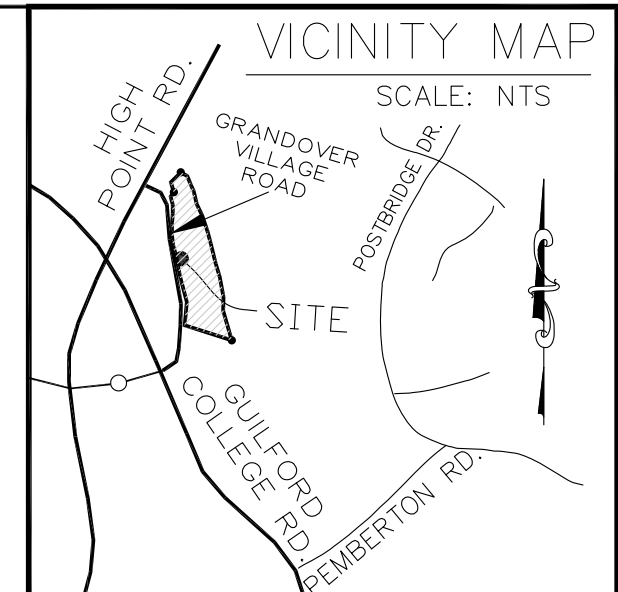 VICINITY MAP
SCALE: NTS
HIGH
POINT RD.
GRANDOVER
VILLAGE
ROAD
POSTBRIDGE DR.
SITE
GUILFORD
COLLEGE RD.
PEMBERTON RD.